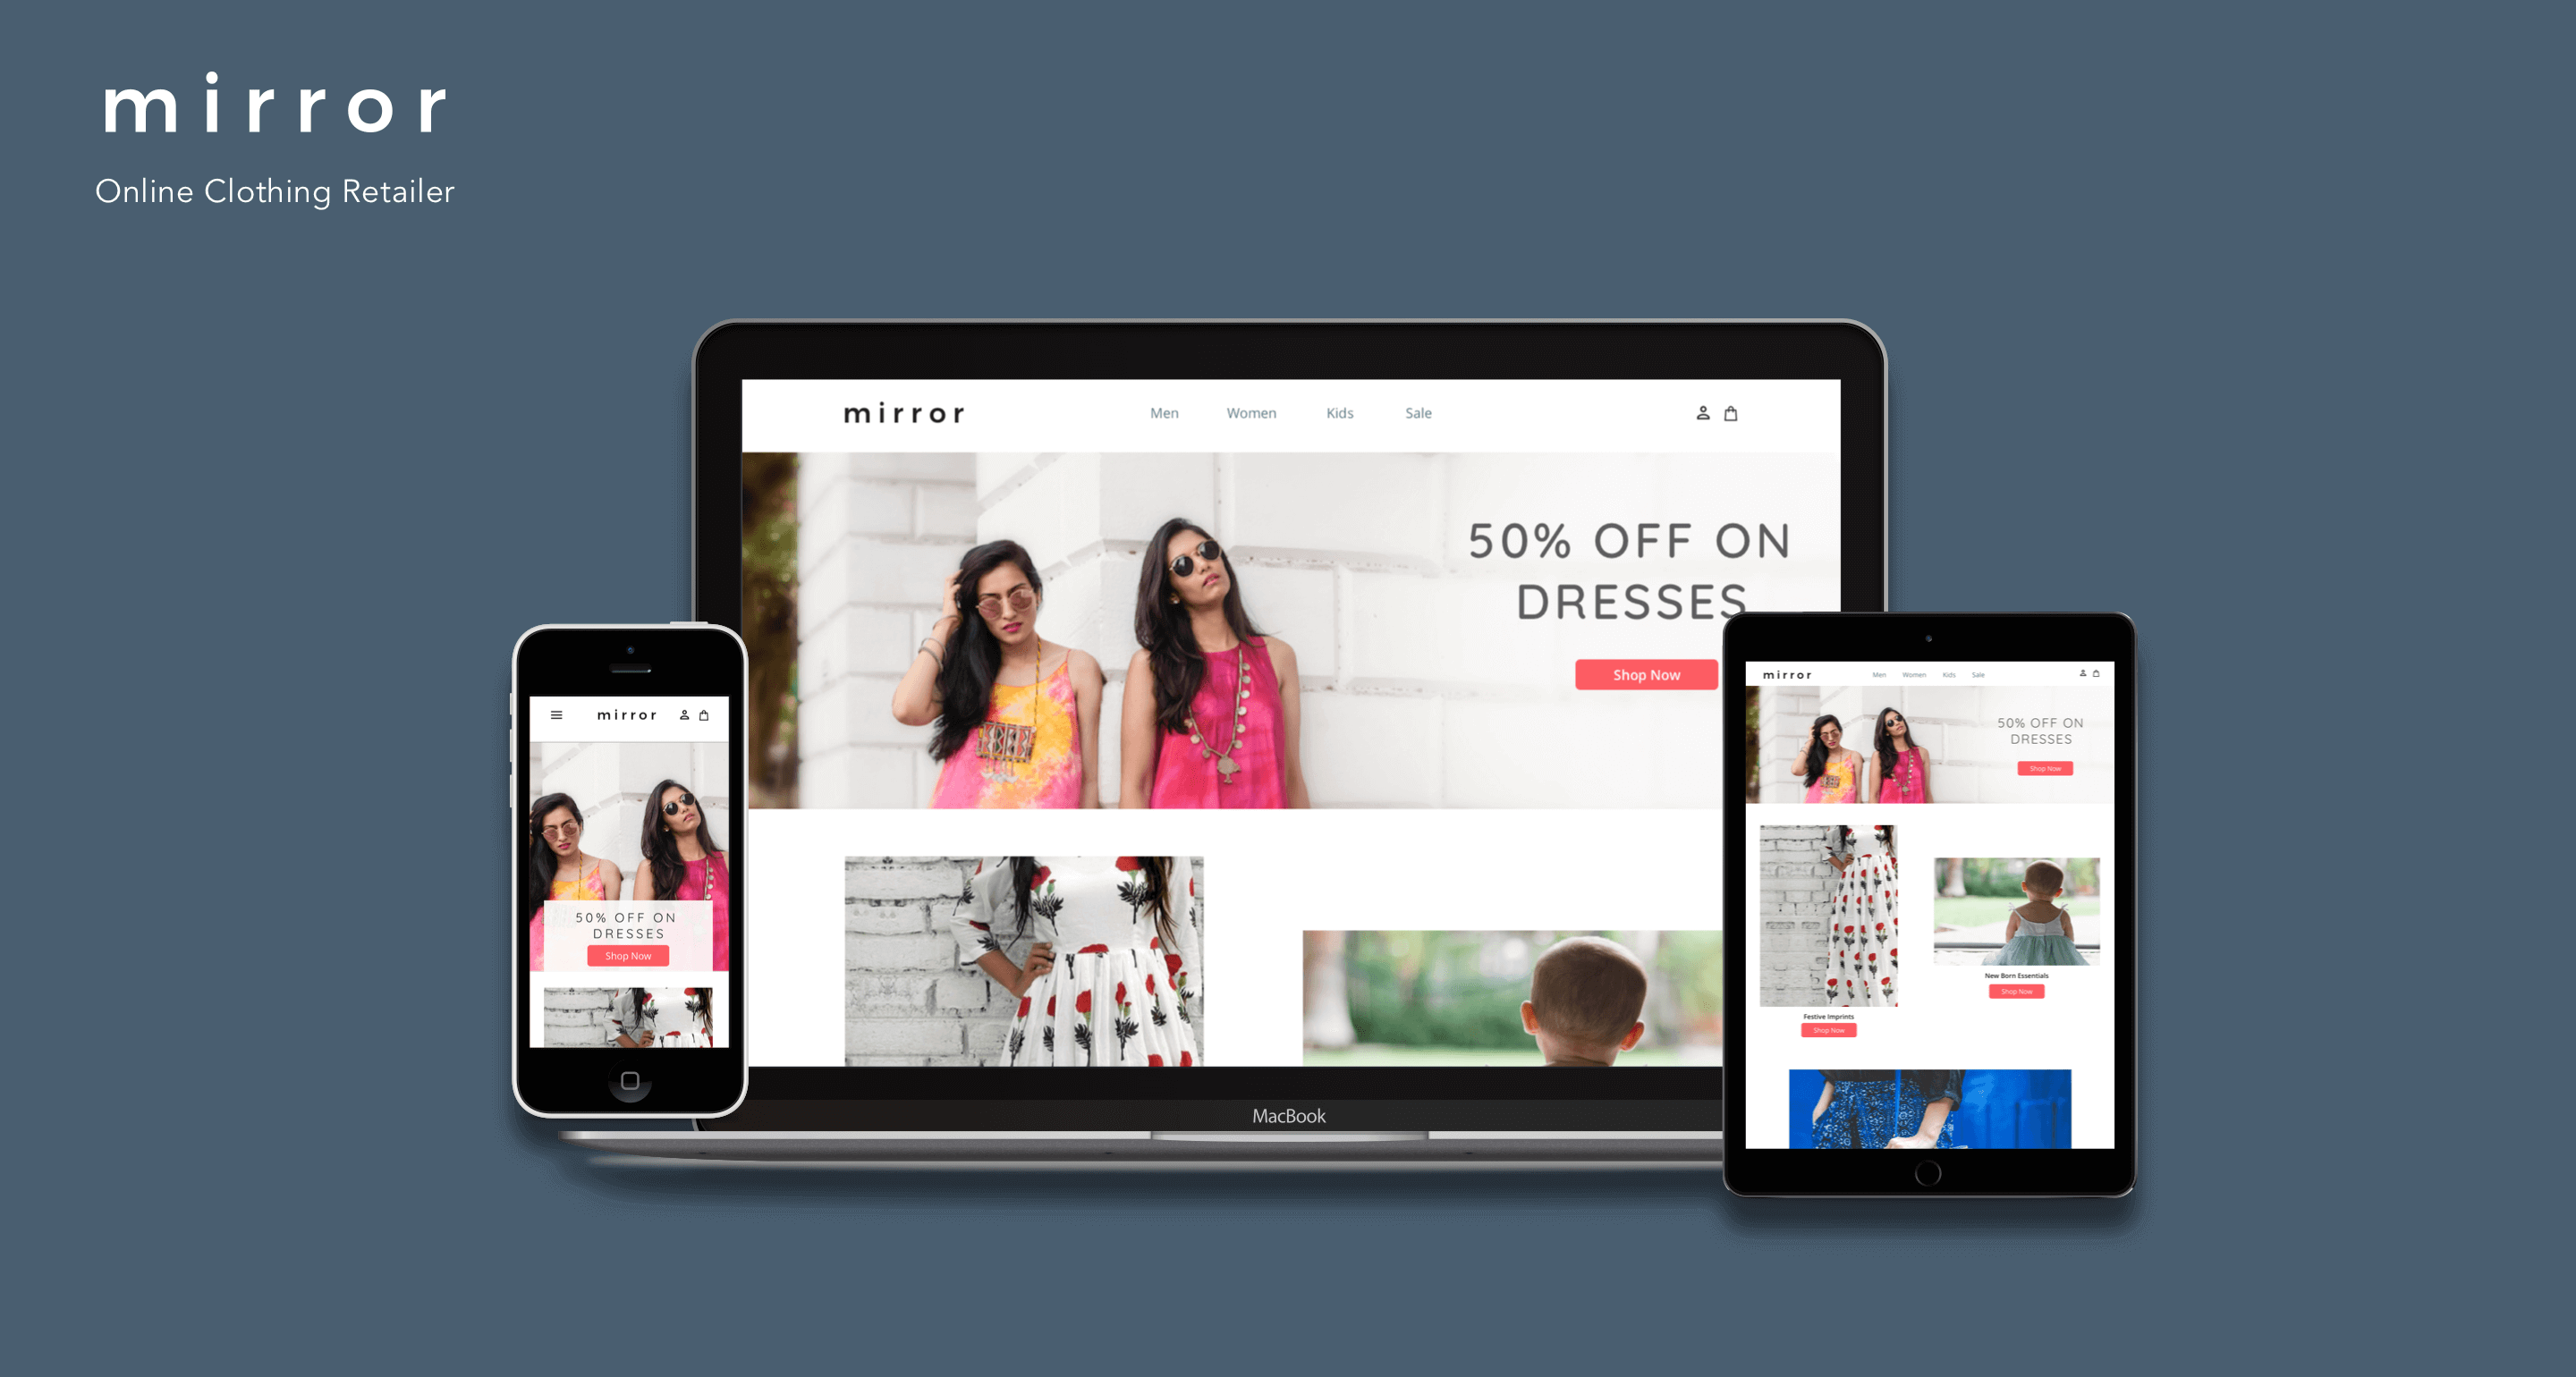 mirror
Online Clothing Retailer
mirror
Men Women Kids Sale
50% OFF ON
DRESSES
Shop Now
MacBook
mirror
50% OFF ON
DRESSES
Shop Now
mirror
Men Women Kids Sale
50% OFF ON
DRESSES
Shop Now
New Born Essentials
Shop Now
Festive Imprints
Shop Now